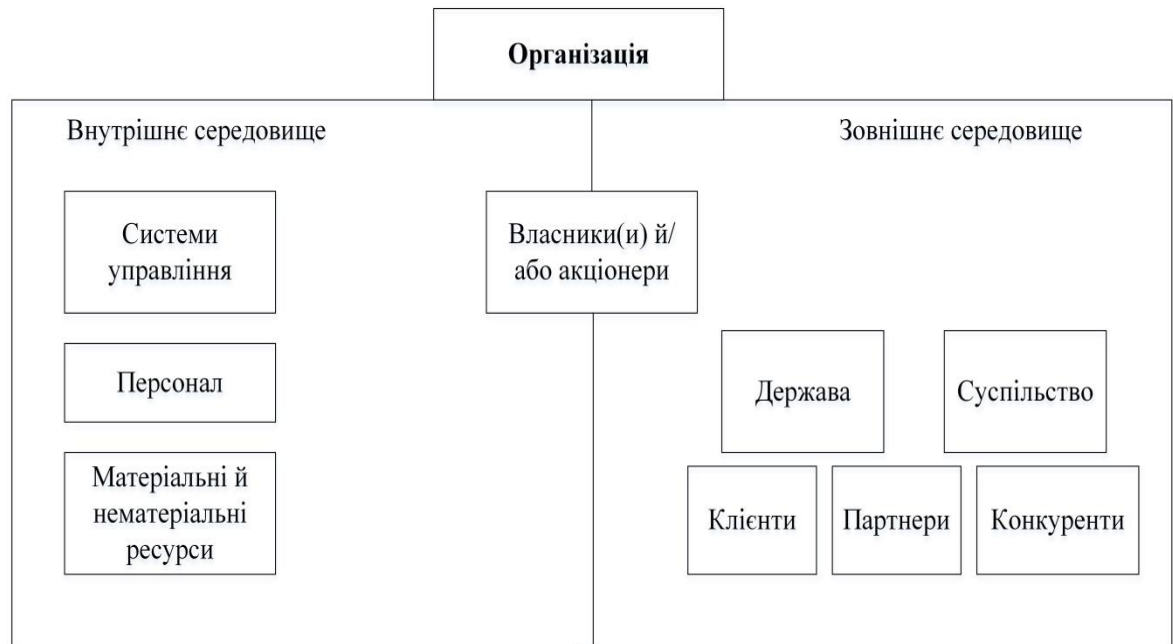 Організація
Внутрішнє середовище
Зовнішнє середовище
Системи
управління
Власники(и) й/
або акціонери
Персонал
Держава
Суспільство
Матеріальні й
нематеріальні
ресурси
Клієнти
Партнери
Конкуренти